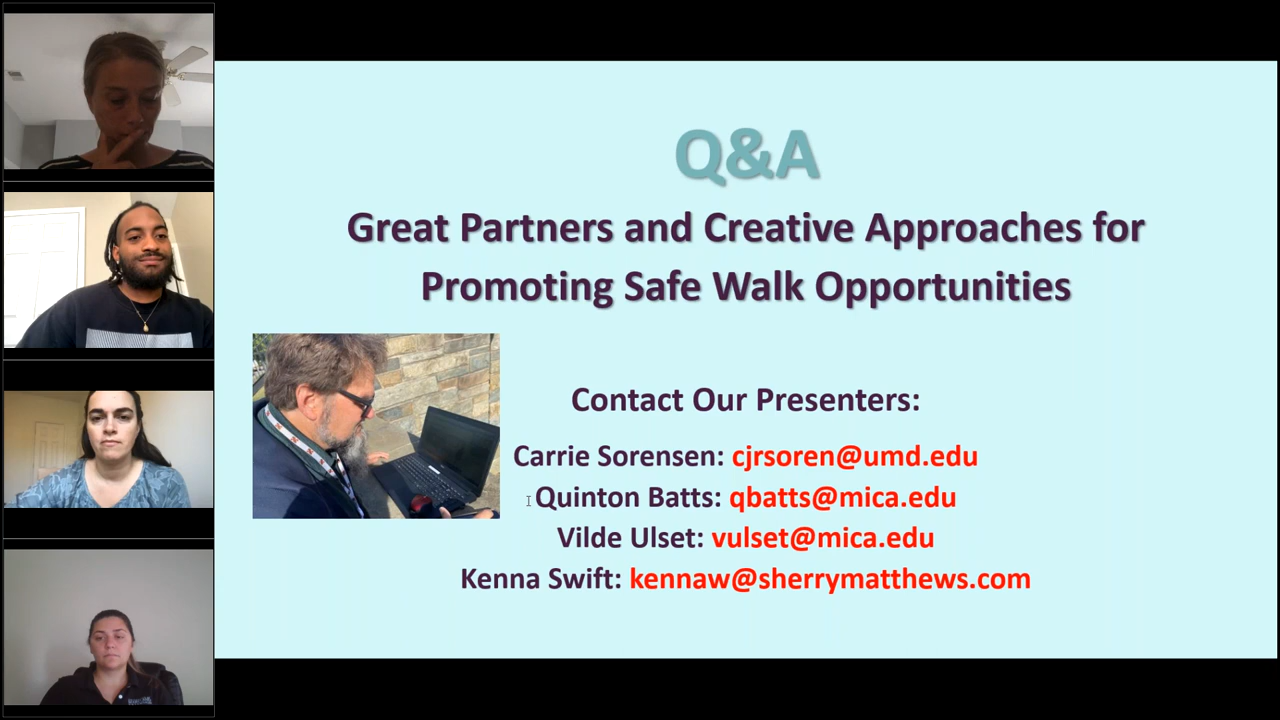 Q&A
Great Partners and Creative Approaches for
Promoting Safe Walk Opportunities
Contact Our Presenters:
Carrie Sorensen: cjrsoren@umd.edu
Quinton Batts: qbatts@mica.edu
Vilde Ulset: vulset@mica.edu
Kenna Swift: kennaw@sherrymatthews.com